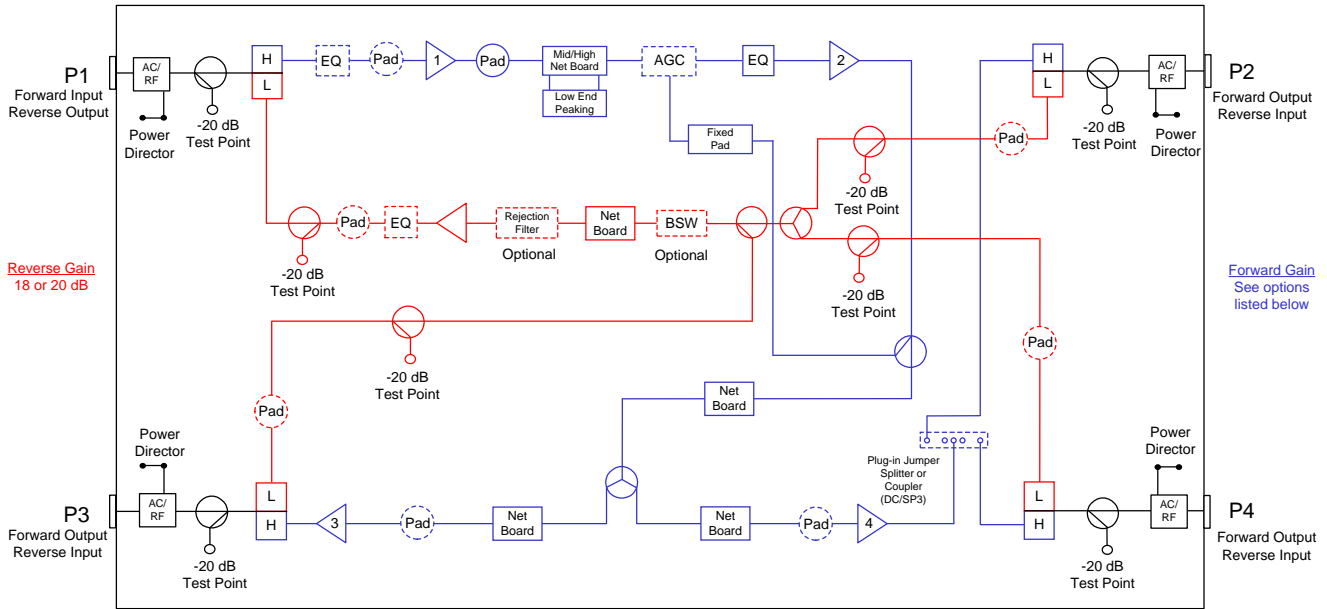 P1
Forward Input
Reverse Output
AC/
RF
Power
Director
-20 dB
Test Point
H
L
EQ
Pad
1
Pad
Mid/High
Net Board
Low End
Peaking
AGC
EQ
2
Fixed
Pad
H
L
Pad
-20 dB
Test Point
AC/
RF
Power
Director
P2
Forward Output
Reverse Input
-20 dB
Test Point
-20 dB
Test Point
Pad
EQ
Rejection
Filter
Optional
Net
Board
BSW
Optional
-20 dB
Test Point
Reverse Gain
18 or 20 dB
Forward Gain
See options
listed below
-20 dB
Test Point
Pad
Pad
Net
Board
Plug-in Jumper
Splitter or
Coupler
(DC/SP3)
Power
Director
P3
Forward Output
Reverse Input
AC/
RF
-20 dB
Test Point
L
H
3
Pad
Net
Board
Net
Board
Pad
4
L
H
-20 dB
Test Point
Power
Director
AC/
RF
P4
Forward Output
Reverse Input